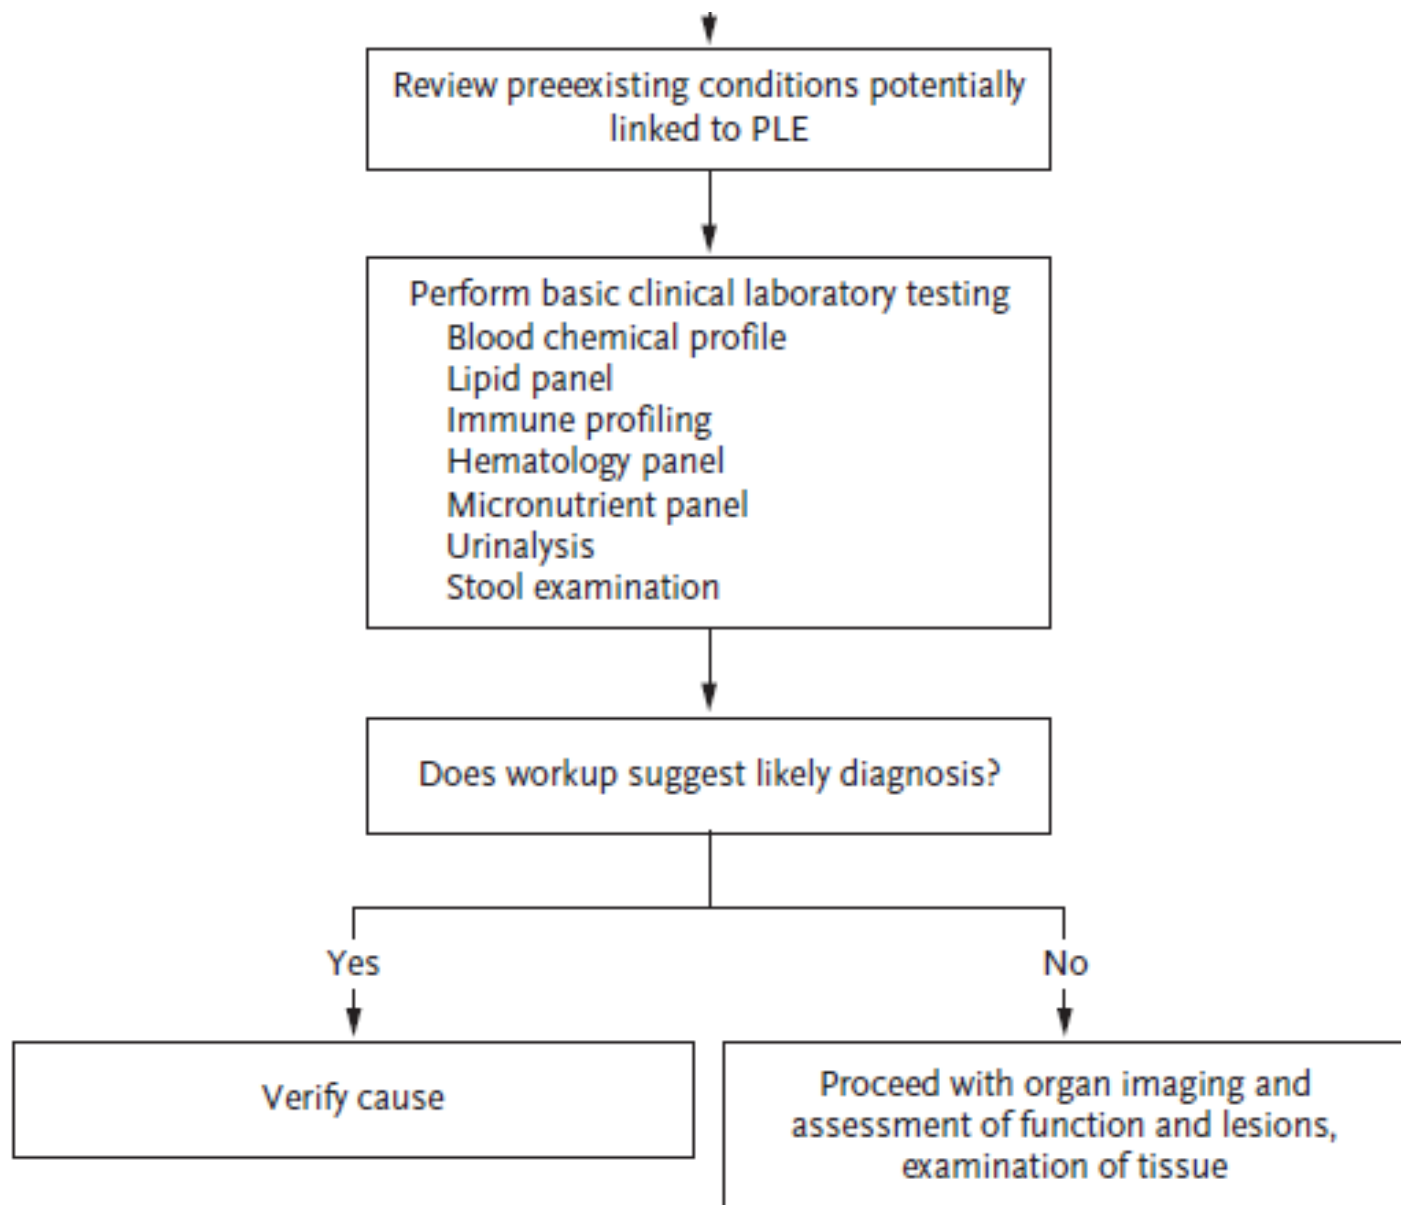 Review preeexisting conditions potentially
linked to PLE
Perform basic clinical laboratory testing
Blood chemical profile
Lipid panel
Immune profiling
Hematology panel
Micronutrient panel
Urinalysis
Stool examination
Does workup suggest likely diagnosis?
Yes
No
Verify cause
Proceed with organ imaging and
assessment of function and lesions,
examination of tissue